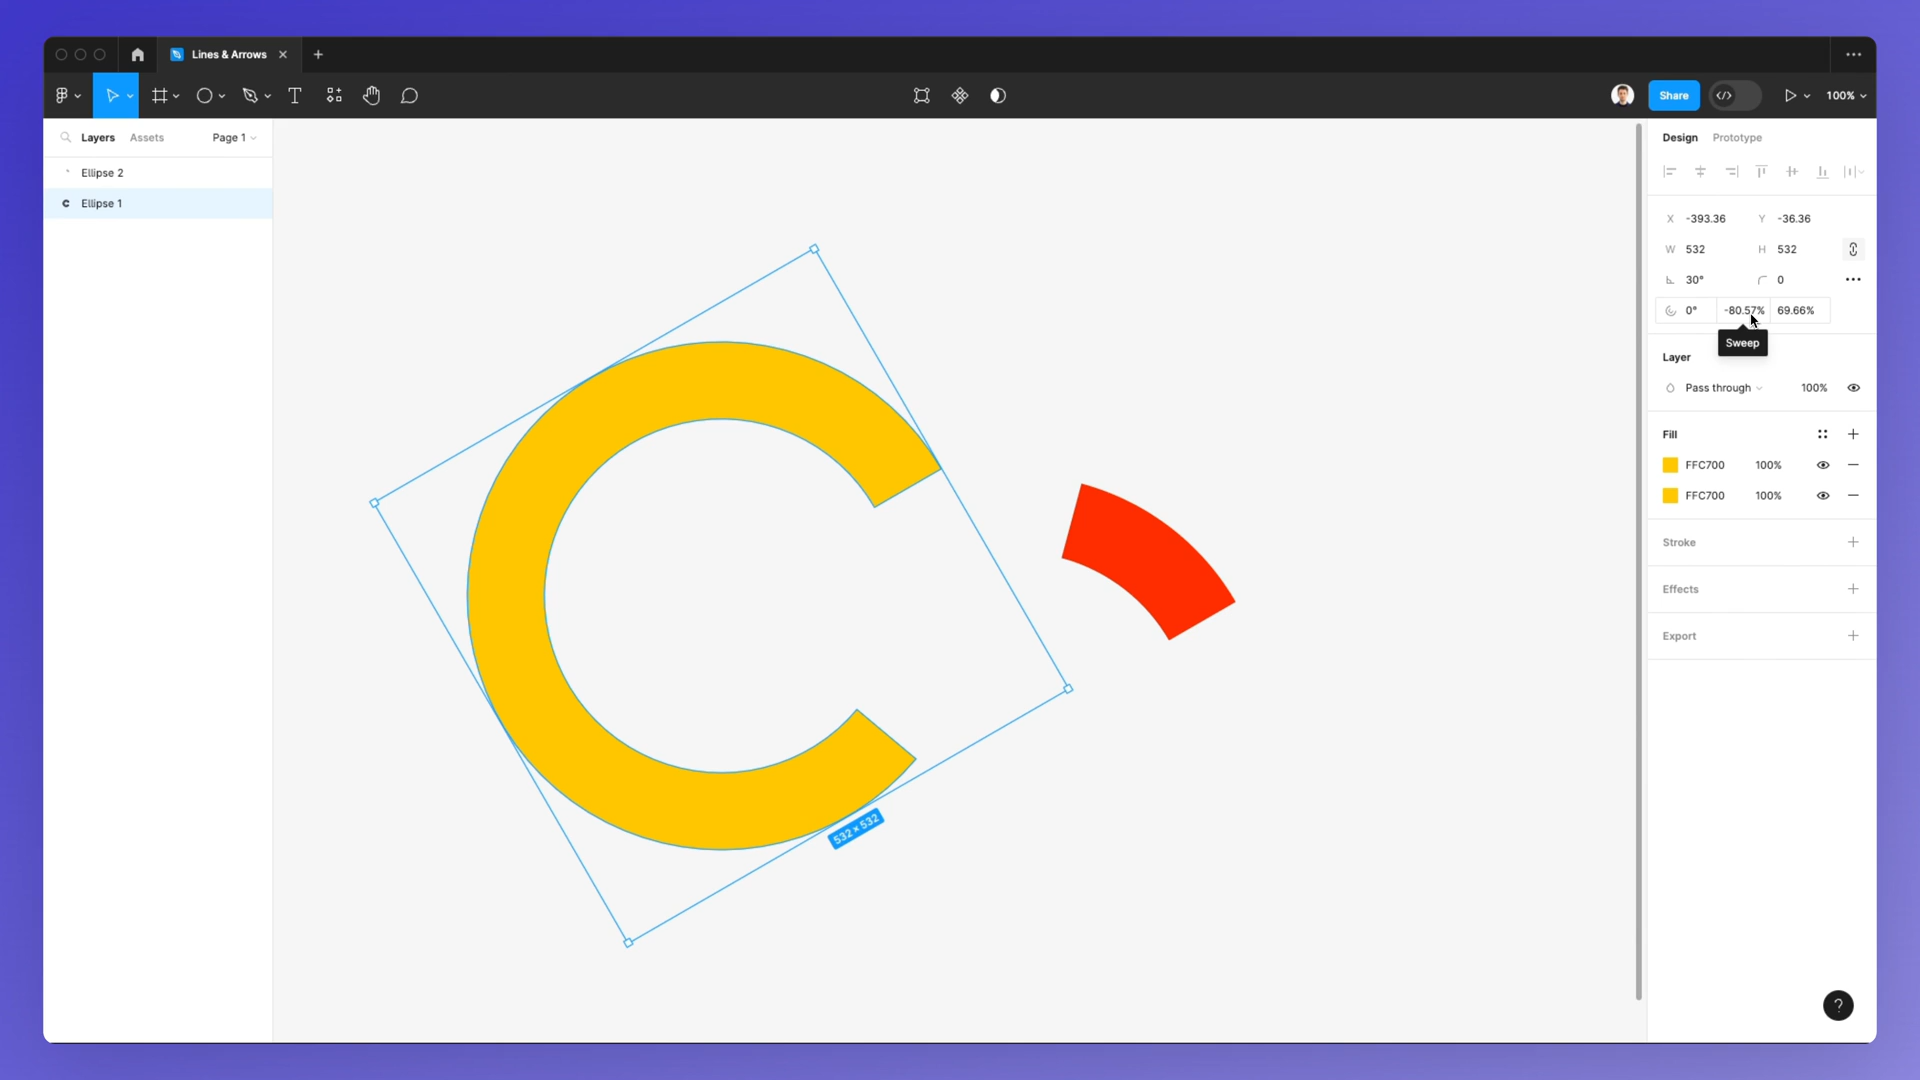 Lines & Arrows
Share
100%
Layers Assets Page 1
Ellipse 2
Ellipse 1
532 × 532
Design Prototype
X -393.36 Y -36.36
W 532 H 532
30° 0
0° -80.57% 69.66%
Sweep
Layer
Pass through 100%
Fill
FFC700 100%
FFC700 100%
Stroke
Effects
Export
?